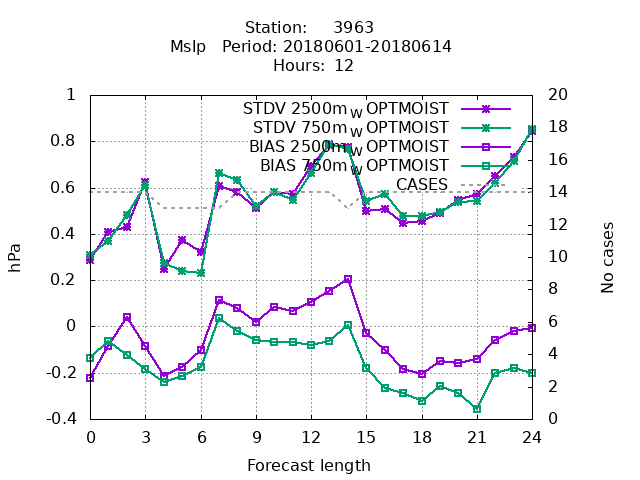 Station: 3963
Mslp Period: 20180601-20180614
Hours: 12
STDV 2500m_W OPTMOIST
STDV 750m_W OPTMOIST
BIAS 2500m_W OPTMOIST
BIAS 750m_W OPTMOIST
CASES
hPa
1
0.8
0.6
0.4
0.2
0
-0.2
-0.4
20
18
16
14
12
10
8
6
4
2
0
No cases
0 3 6 9 12 15 18 21 24
Forecast length